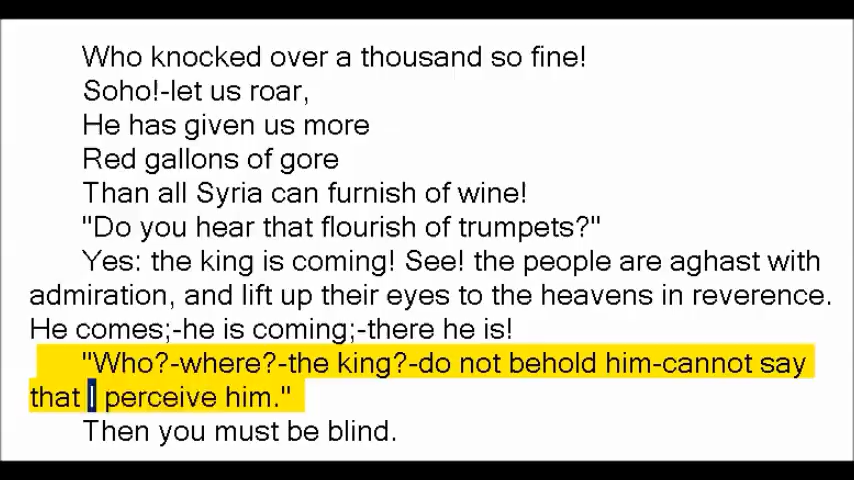 Who knocked over a thousand so fine!
Soho!-let us roar,
He has given us more
Red gallons of gore
Than all Syria can furnish of wine!
"Do you hear that flourish of trumpets?"
Yes: the king is coming! See! the people are aghast with
admiration, and lift up their eyes to the heavens in reverence.
He comes;-he is coming;-there he is!
"Who?-where?-the king?-do not behold him-cannot say
that I perceive him."
Then you must be blind.